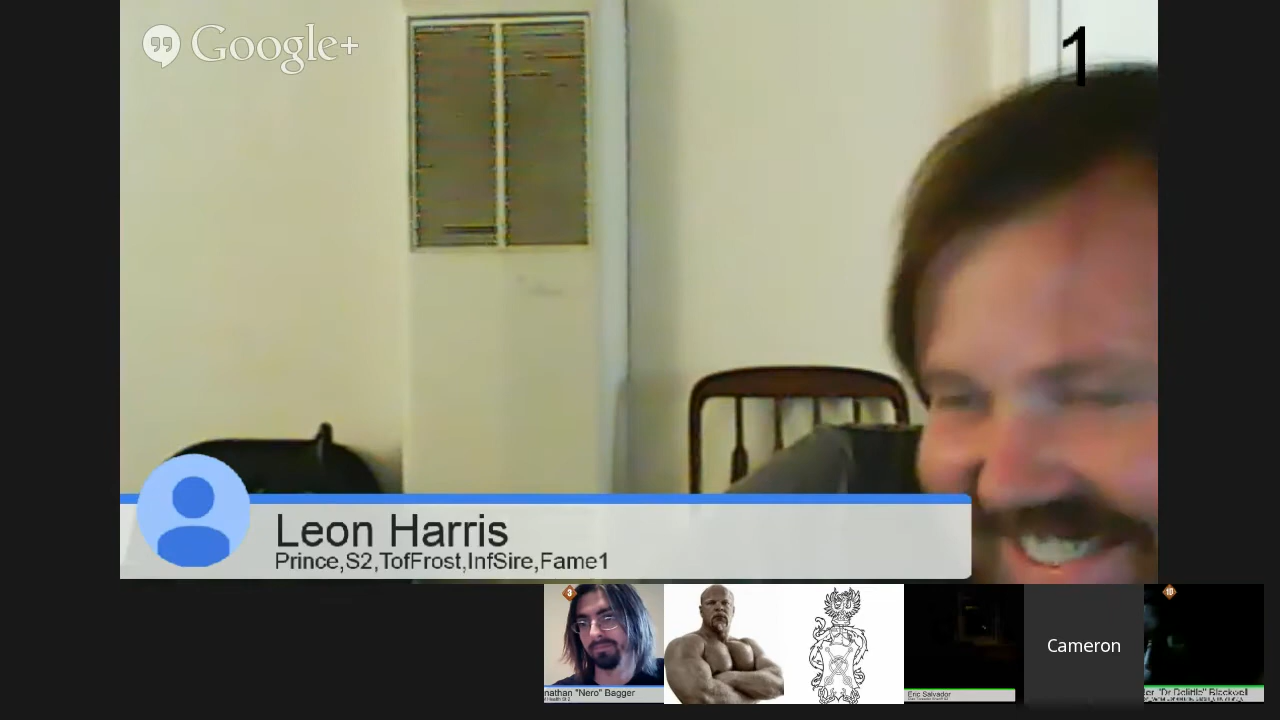 Google+
1
Leon Harris
Prince,S2,TofFrost,InfSire,Fame1
3
nathan "Nero" Bagger
Eric Salvador
Cameron
10
"Dr Dolittle" Blackwell